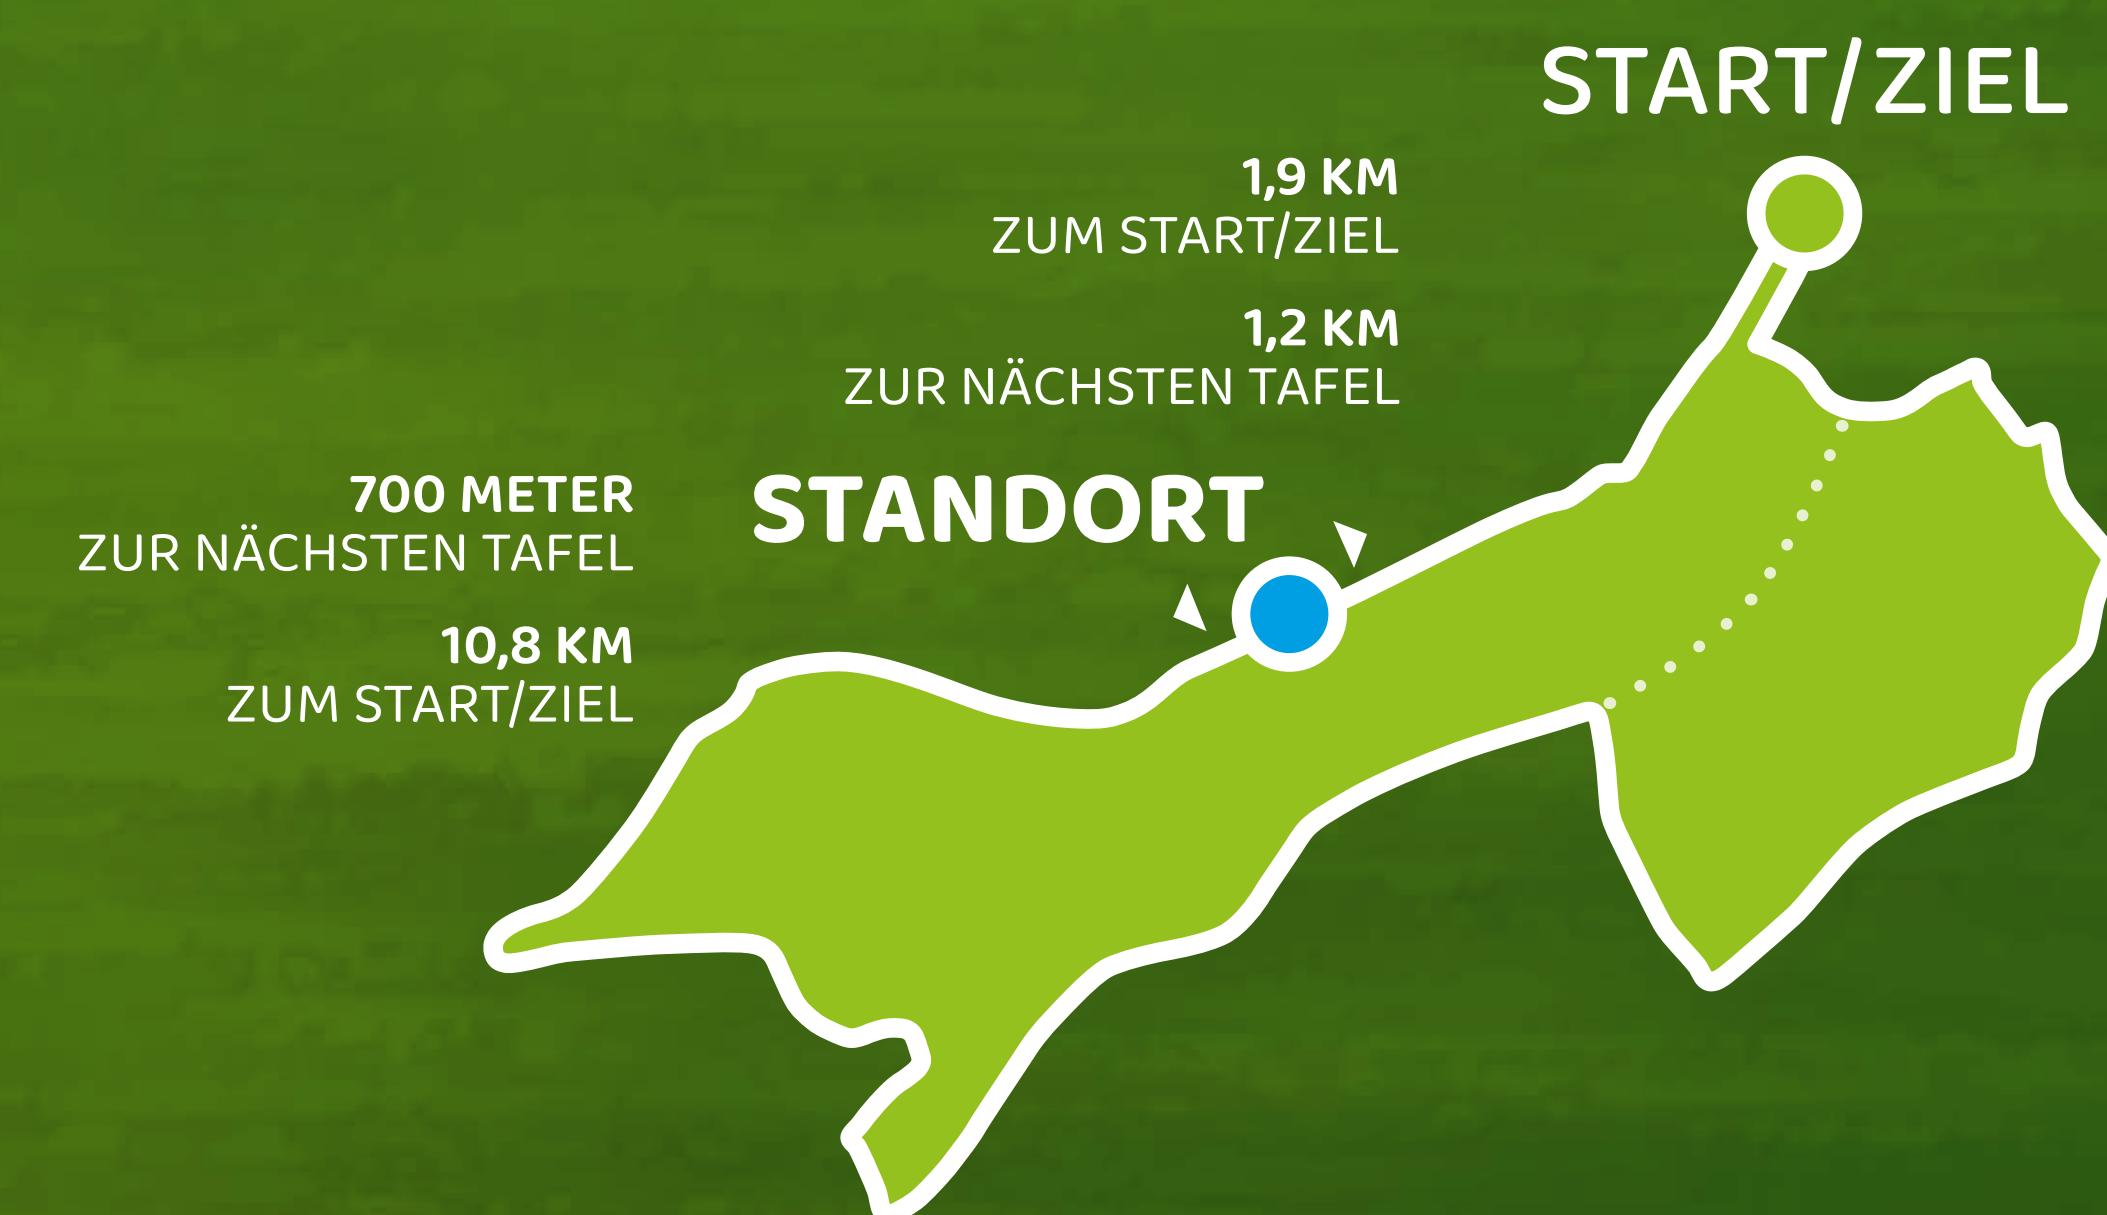 START/ZIEL
1,9 KM
ZUM START/ZIEL
1,2 KM
ZUR NÄCHSTEN TAFEL
STANDORT
700 METER
ZUR NÄCHSTEN TAFEL
10,8 KM
ZUM START/ZIEL